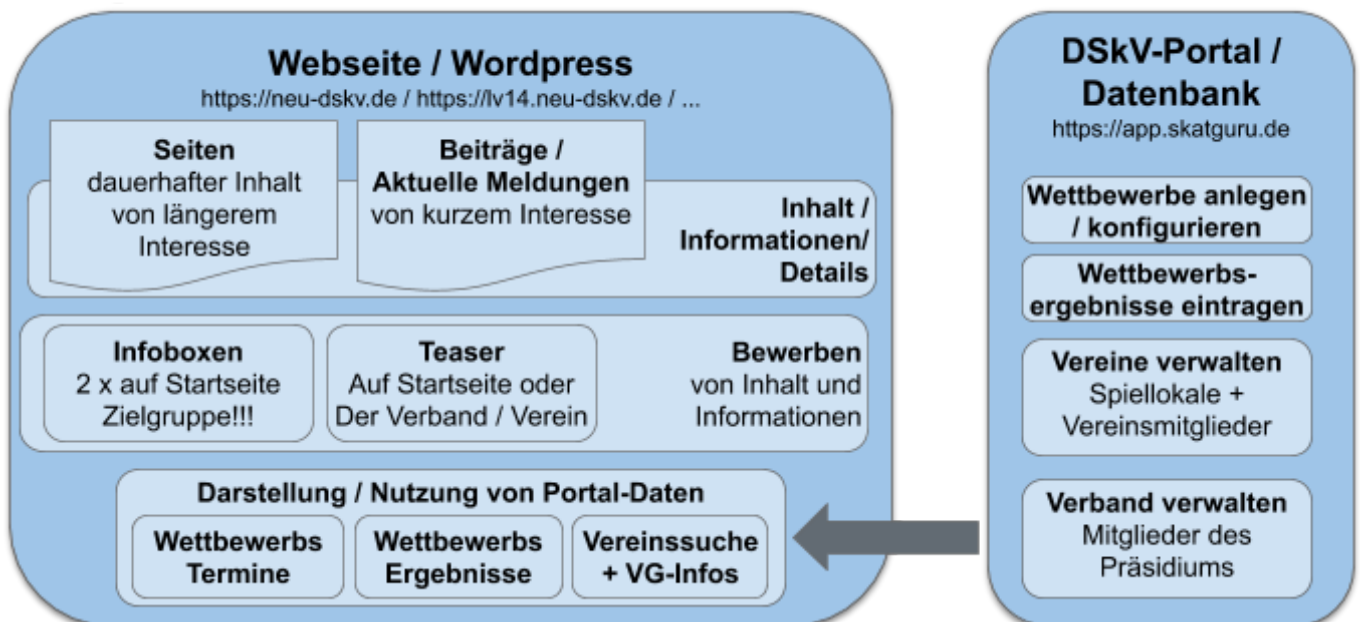 Webseite / Wordpress
https://neu-dskv.de / https://lv14.neu-dskv.de / ...
Seiten
dauerhafter Inhalt
von längerem
Interesse
Beiträge /
Aktuelle Meldungen
von kurzem Interesse
Inhalt /
Informationen/
Details
Infoboxen
2 x auf Startseite
Zielgruppe!!!
Teaser
Auf Startseite oder
Der Verband / Verein
Bewerben
von Inhalt und
Informationen
Darstellung / Nutzung von Portal-Daten
Wettbewerbs
Termine
Wettbewerbs
Ergebnisse
Vereinssuche
+ VG-Infos
DSkV-Portal /
Datenbank
https://app.skatguru.de
Wettbewerbe anlegen
/ konfigurieren
Wettbewerbs-
ergebnisse eintragen
Vereine verwalten
Spiellokale +
Vereinsmitglieder
Verband verwalten
Mitglieder des
Präsidiums